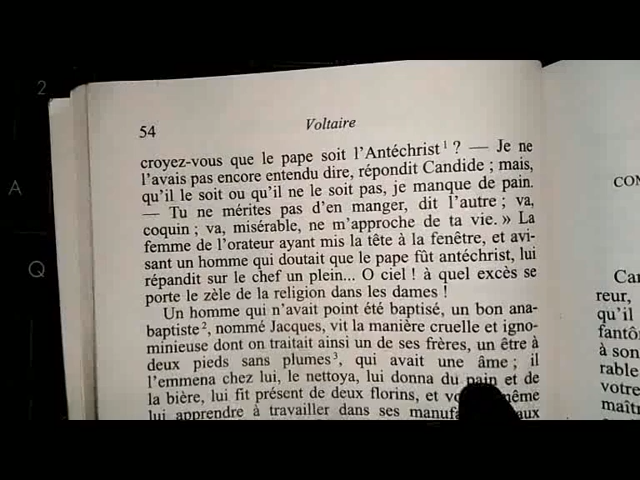 54
Voltaire
croyez-vous que le pape soit l'Antéchrist¹ ? — Je ne
l'avais pas encore entendu dire, répondit Candide ; mais,
qu'il le soit ou qu'il ne le soit pas, je manque de pain.
— Tu ne mérites pas d'en manger, dit l'autre ; va,
coquin ; va, misérable, ne m'approche de ta vie. » La
femme de l'orateur ayant mis la tête à la fenêtre, et avi-
sant un homme qui doutait que le pape fût antéchrist, lui
répandit sur le chef un plein... O ciel ! à quel excès se
porte le zèle de la religion dans les dames !
Un homme qui n'avait point été baptisé, un bon ana-
baptiste², nommé Jacques, vit la manière cruelle et igno-
minieuse dont on traitait ainsi un de ses frères, un être à
deux pieds sans plumes³, qui avait une âme ; il
l'emmena chez lui, le nettoya, lui donna du pain et de
la bière, lui fit présent de deux florins, et même
lui apprendre à travailler dans ses aux
CON
Can
reur,
qu'il
fantô
à son
rable
votre
maît
2
A
Q